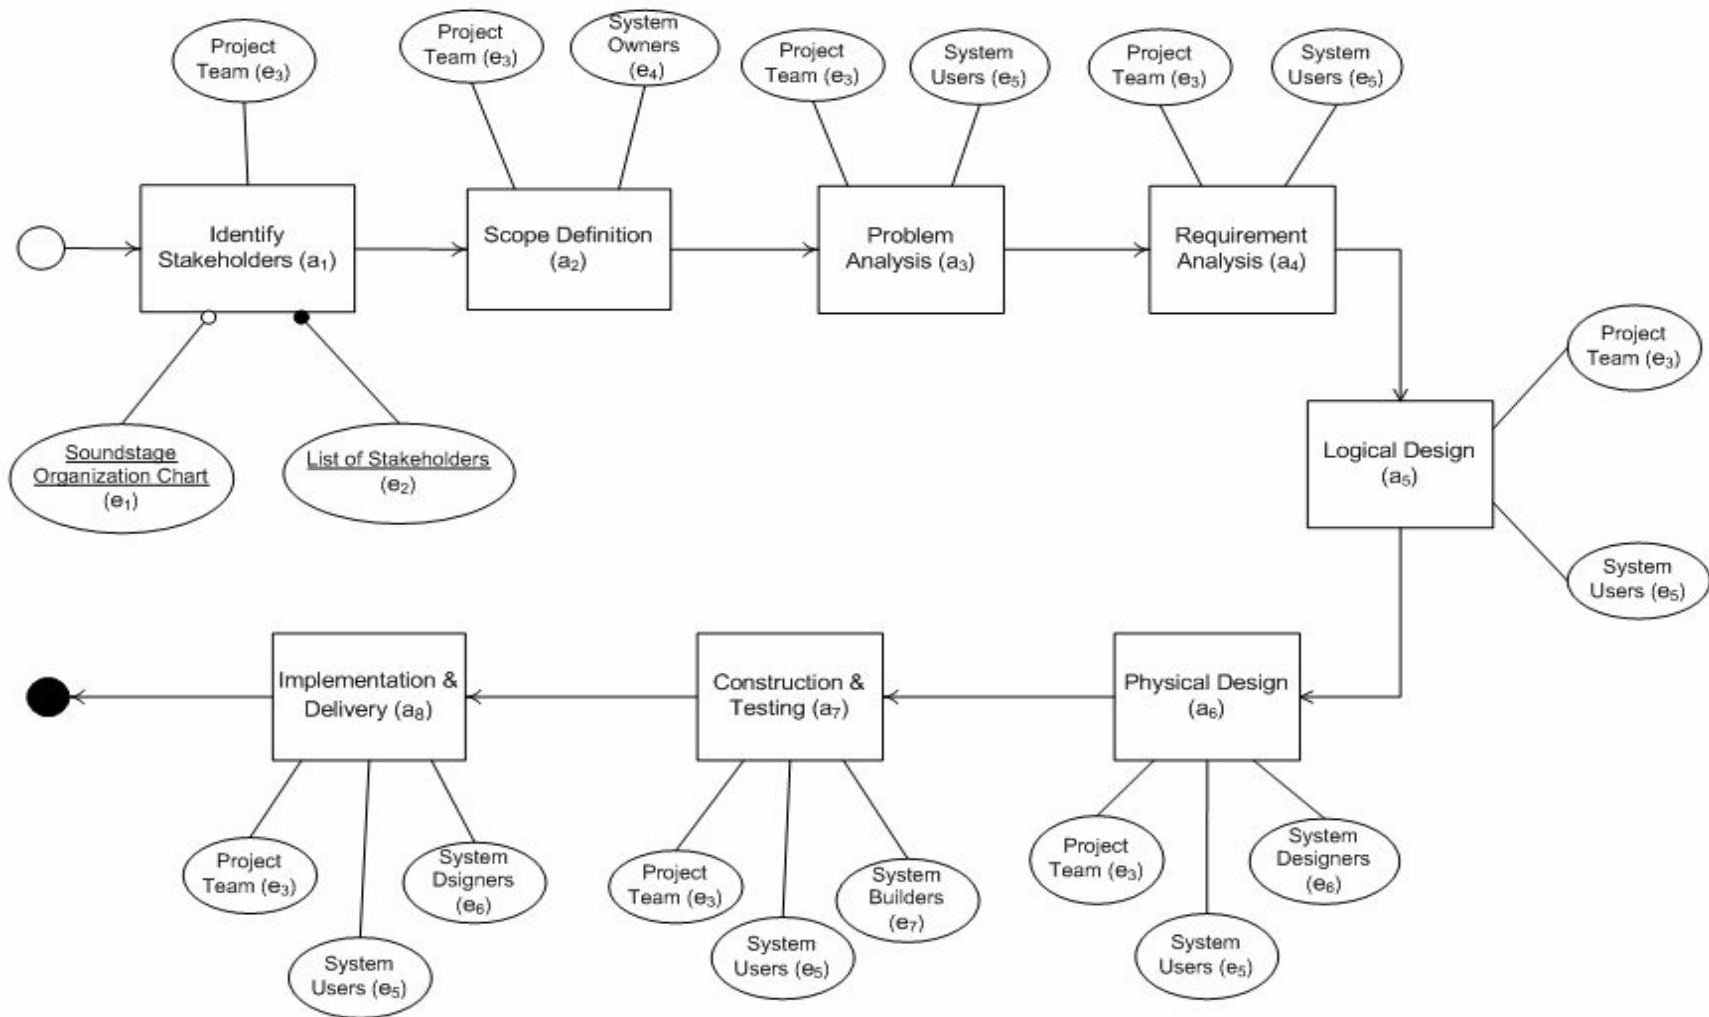 Project
Team (e₃)
Project
Team (e₃)
System
Owners
(e₄)
Project
Team (e₃)
System
Users (e₅)
Project
Team (e₃)
System
Users (e₅)
Identify
Stakeholders (a₁)
Scope Definition
(a₂)
Problem
Analysis (a₃)
Requirement
Analysis (a₄)
Soundstage
Organization Chart
(e₁)
List of Stakeholders
(e₂)
Project
Team (e₃)
Logical Design
(a₅)
System
Users (e₅)
Implementation &
Delivery (a₈)
Construction &
Testing (a₇)
Physical Design
(a₆)
Project
Team (e₃)
System
Users (e₅)
System
Dsigners
(e₆)
Project
Team (e₃)
System
Users (e₅)
System
Builders
(e₇)
Project
Team (e₃)
System
Users (e₅)
System
Designers
(e₆)